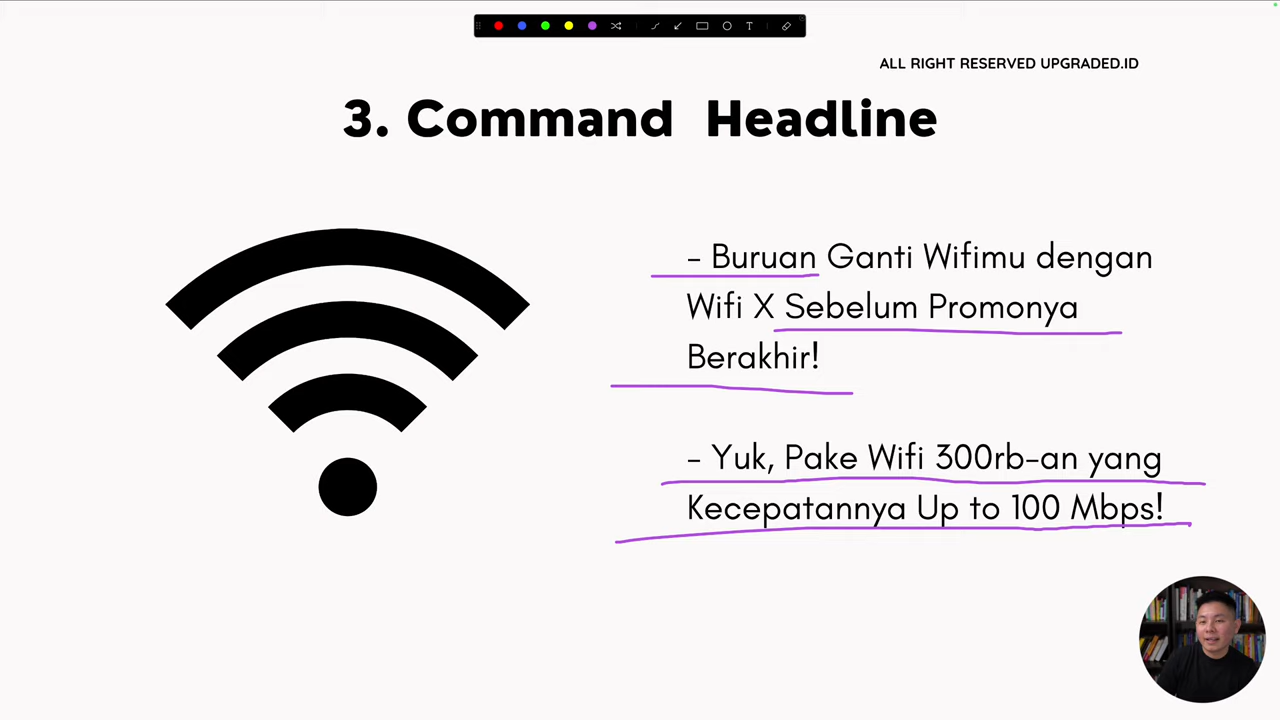 ALL RIGHT RESERVED UPGRADED.ID
3. Command Headline
- Buruan Ganti Wifimu dengan
Wifi X Sebelum Promonya
Berakhir!
- Yuk, Pake Wifi 300rb-an yang
Kecepatannya Up to 100 Mbps!